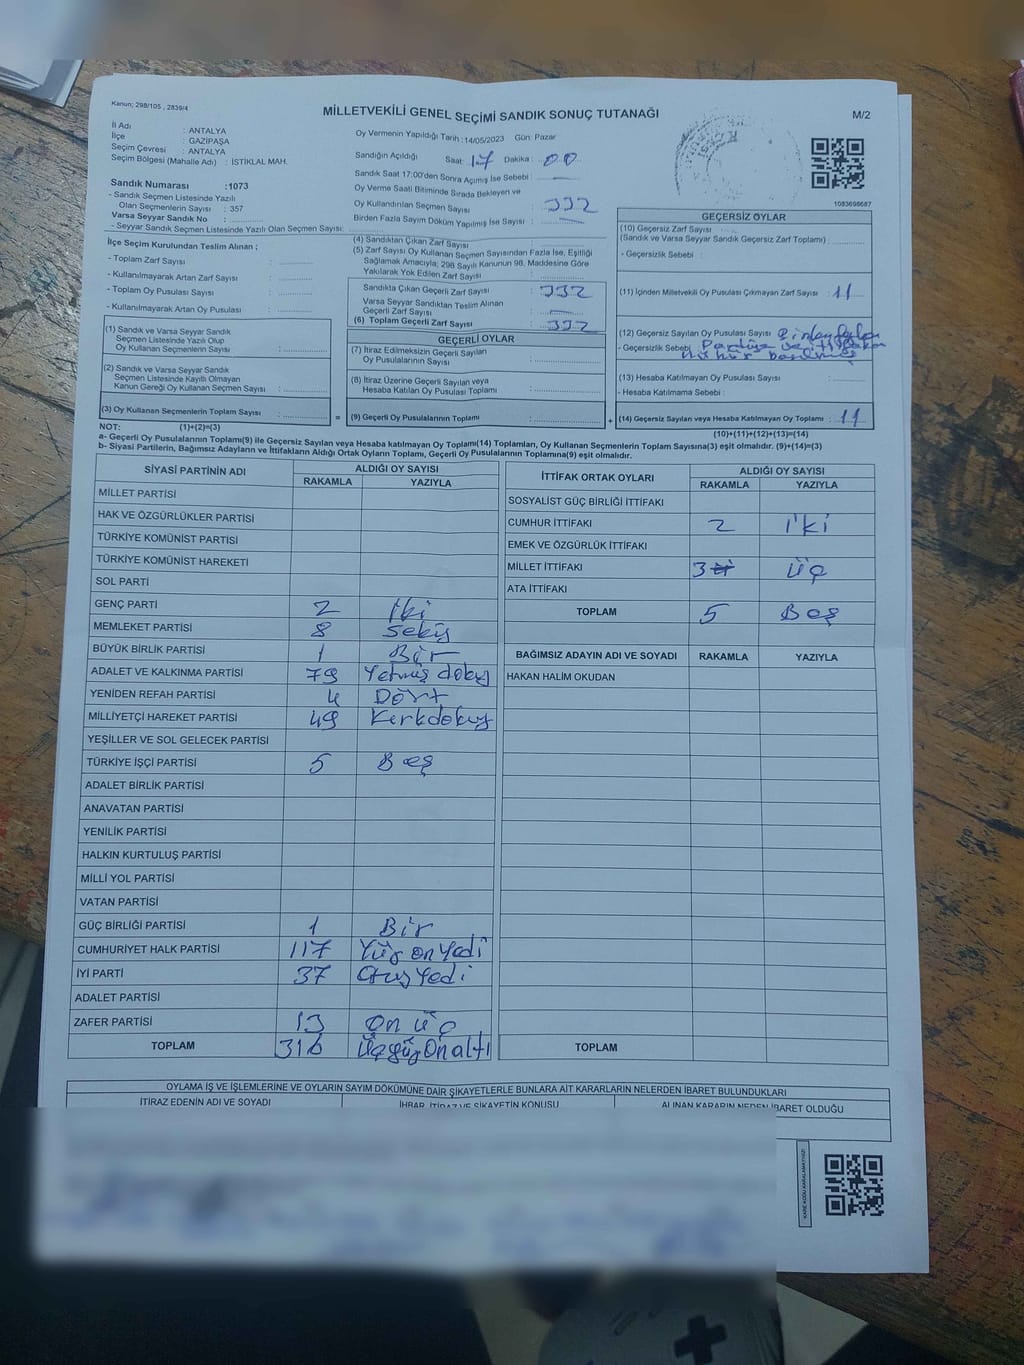 Kanun; 298/105 , 2839/4
MİLLETVEKİLİ GENEL SEÇİMİ SANDIK SONUÇ TUTANAĞI
M/2
İl Adı : ANTALYA
İlçe : GAZİPAŞA
Seçim Çevresi : ANTALYA
Seçim Bölgesi (Mahalle Adı) : İSTİKLAL MAH.
Sandık Numarası :1073
- Sandık Seçmen Listesinde Yazılı
Olan Seçmenlerin Sayısı : 357
Varsa Seyyar Sandık No :
- Seyyar Sandık Seçmen Listesinde Yazılı Olan Seçmen Sayısı:
Oy Vermenin Yapıldığı Tarih :14/05/2023 Gün: Pazar
Sandığın Açıldığı Saat: 17 Dakika : 00
Sandık Saat 17:00'den Sonra Açımış İse Sebebi :
Oy Verme Saati Bitiminde Sırada Bekleyen ve
Oy Kullandırılan Seçmen Sayısı : 332
Birden Fazla Sayım Döküm Yapılmış İse Sayısı :
1083698687
İlçe Seçim Kurulundan Teslim Alınan ;
- Toplam Zarf Sayısı :
- Kullanılmayarak Artan Zarf Sayısı :
- Toplam Oy Pusulası Sayısı :
- Kullanılmayarak Artan Oy Pusulası :
(1) Sandık ve Varsa Seyyar Sandık
Seçmen Listesinde Yazılı Olup
Oy Kullanan Seçmenlerin Sayısı :
(2) Sandık ve Varsa Seyyar Sandık
Seçmen Listesinde Kayıtlı Olmayan
Kanun Gereği Oy Kullanan Seçmen Sayısı :
(3) Oy Kullanan Seçmenlerin Toplam Sayısı :
(4) Sandıktan Çıkan Zarf Sayısı :
(5) Zarf Sayısı Oy Kullanan Seçmen Sayısından Fazla İse, Eşitliği
Sağlamak Amacıyla; 298 Sayılı Kanunun 98. Maddesine Göre
Yakılarak Yok Edilen Zarf Sayısı :
Sandıkta Çıkan Geçerli Zarf Sayısı : 332
Varsa Seyyar Sandıktan Teslim Alınan
Geçerli Zarf Sayısı :
(6) Toplam Geçerli Zarf Sayısı : 332
GEÇERLİ OYLAR
(7) İtiraz Edilmeksizin Geçerli Sayılan
Oy Pusulalarının Sayısı :
(8) İtiraz Üzerine Geçerli Sayılan veya
Hesaba Katılan Oy Pusulası Toplamı :
=
(9) Geçerli Oy Pusulalarının Toplamı :
+
GEÇERSİZ OYLAR
(10) Geçersiz Zarf Sayısı
(Sandık ve Varsa Seyyar Sandık Geçersiz Zarf Toplamı) :
- Geçersizlik Sebebi :
(11) İçinden Milletvekili Oy Pusulası Çıkmayan Zarf Sayısı : 11
(12) Geçersiz Sayılan Oy Pusulası Sayısı Birden fazla
- Geçersizlik Sebebi Partiye ve ittifaka
mühür basılmış
(13) Hesaba Katılmayan Oy Pusulası Sayısı :
- Hesaba Katılmama Sebebi :
(14) Geçersiz Sayılan veya Hesaba Katılmayan Oy Toplamı : 11
NOT: (1)+(2)=(3)
(10)+(11)+(12)+(13)=(14)
a- Geçerli Oy Pusulalarının Toplamı(9) ile Geçersiz Sayılan veya Hesaba katılmayan Oy Toplamı(14) Toplamları, Oy Kullanan Seçmenlerin Toplam Sayısına(3) eşit olmalıdır. (9)+(14)=(3)
b- Siyasi Partilerin, Bağımsız Adayların ve İttifakların Aldığı Ortak Oyların Toplamı, Geçerli Oy Pusulalarının Toplamına(9) eşit olmalıdır.
SİYASİ PARTİNİN ADI ALDIĞI OY SAYISI
RAKAMLA YAZIYLA
MİLLET PARTİSİ
HAK VE ÖZGÜRLÜKLER PARTİSİ
TÜRKİYE KOMÜNİST PARTİSİ
TÜRKİYE KOMÜNİST HAREKETİ
SOL PARTİ
GENÇ PARTİ 2 İki
MEMLEKET PARTİSİ 8 Sekiz
BÜYÜK BİRLİK PARTİSİ 1 Bir
ADALET VE KALKINMA PARTİSİ 79 Yetmiş dokuz
YENİDEN REFAH PARTİSİ 4 Dört
MİLLİYETÇİ HAREKET PARTİSİ 49 Kerkdokuz
YEŞİLLER VE SOL GELECEK PARTİSİ
TÜRKİYE İŞÇİ PARTİSİ 5 Beş
ADALET BİRLİK PARTİSİ
ANAVATAN PARTİSİ
YENİLİK PARTİSİ
HALKIN KURTULUŞ PARTİSİ
MİLLİ YOL PARTİSİ
VATAN PARTİSİ
GÜÇ BİRLİĞİ PARTİSİ 1 Bir
CUMHURİYET HALK PARTİSİ 117 Yüz on yedi
İYİ PARTİ 37 Otuz Yedi
ADALET PARTİSİ
ZAFER PARTİSİ 13 On üç
TOPLAM 316 Üçyüz Onaltı
İTTİFAK ORTAK OYLARI ALDIĞI OY SAYISI
RAKAMLA YAZIYLA
SOSYALİST GÜÇ BİRLİĞİ İTTİFAKI
CUMHUR İTTİFAKI 2 İki
EMEK VE ÖZGÜRLÜK İTTİFAKI
MİLLET İTTİFAKI 3 üç
ATA İTTİFAKI
TOPLAM 5 Beş
BAĞIMSIZ ADAYIN ADI VE SOYADI RAKAMLA YAZIYLA
HAKAN HALİM OKUDAN
TOPLAM
OYLAMA İŞ VE İŞLEMLERİNE VE OYLARIN SAYIM DÖKÜMÜNE DAİR ŞİKAYETLERLE BUNLARA AİT KARARLARIN NELERDEN İBARET BULUNDUKLARI
İTİRAZ EDENİN ADI VE SOYADI İHBAR, İTİRAZ VE ŞİKAYETİN KONUSU ALINAN KARARIN NEDEN İBARET OLDUĞU